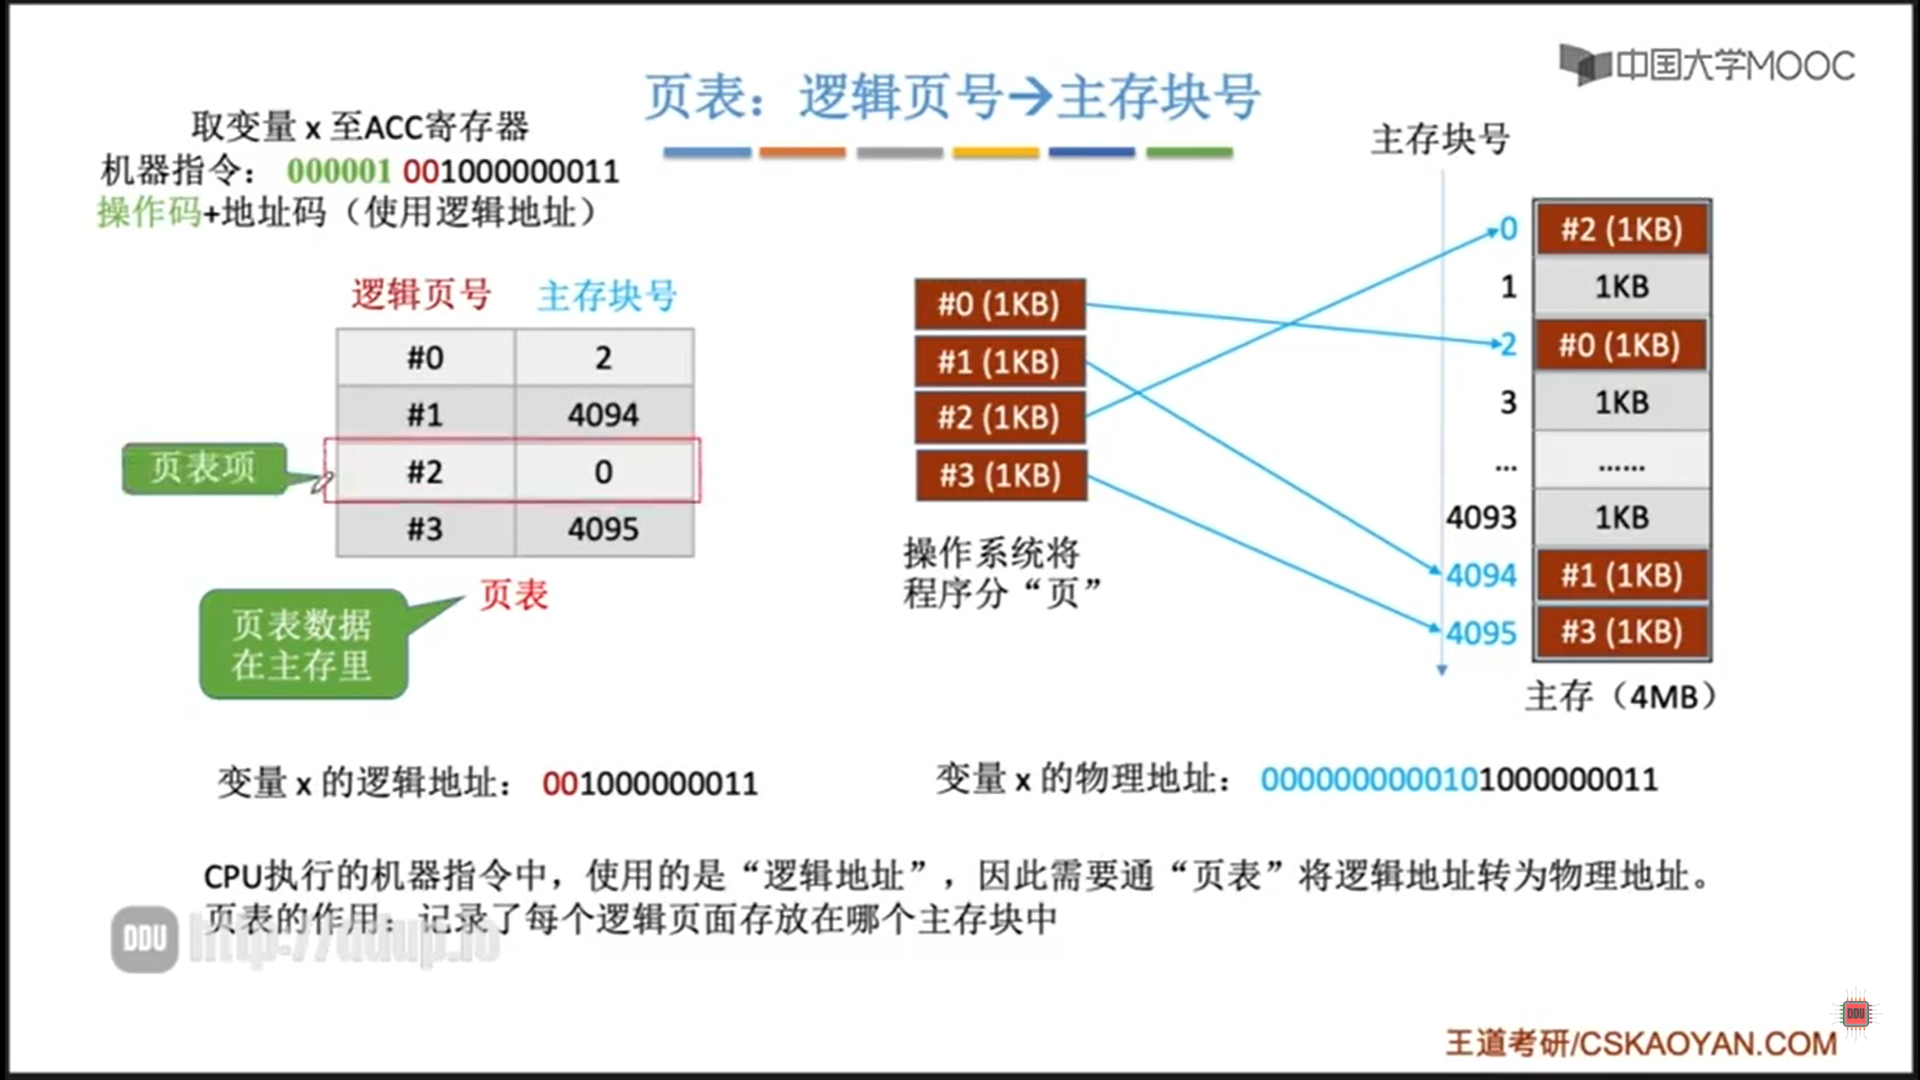 中国大学MOOC
页表：逻辑页号→主存块号
取变量 x 至ACC寄存器
机器指令： 000001 001000000011
操作码+地址码（使用逻辑地址）
逻辑页号 主存块号
#0 2
#1 4094
#2 0
#3 4095
页表项
页表
页表数据
在主存里
#0 (1KB)
#1 (1KB)
#2 (1KB)
#3 (1KB)
操作系统将
程序分“页”
主存块号
0 #2 (1KB)
1 1KB
2 #0 (1KB)
3 1KB
... ......
4093 1KB
4094 #1 (1KB)
4095 #3 (1KB)
主存（4MB）
变量 x 的逻辑地址： 001000000011
变量 x 的物理地址： 0000000000101000000011
CPU执行的机器指令中，使用的是“逻辑地址”，因此需要通“页表”将逻辑地址转为物理地址。
页表的作用：记录了每个逻辑页面存放在哪个主存块中
DDU http://ddup.io
DDU
王道考研/CSKAOYAN.COM